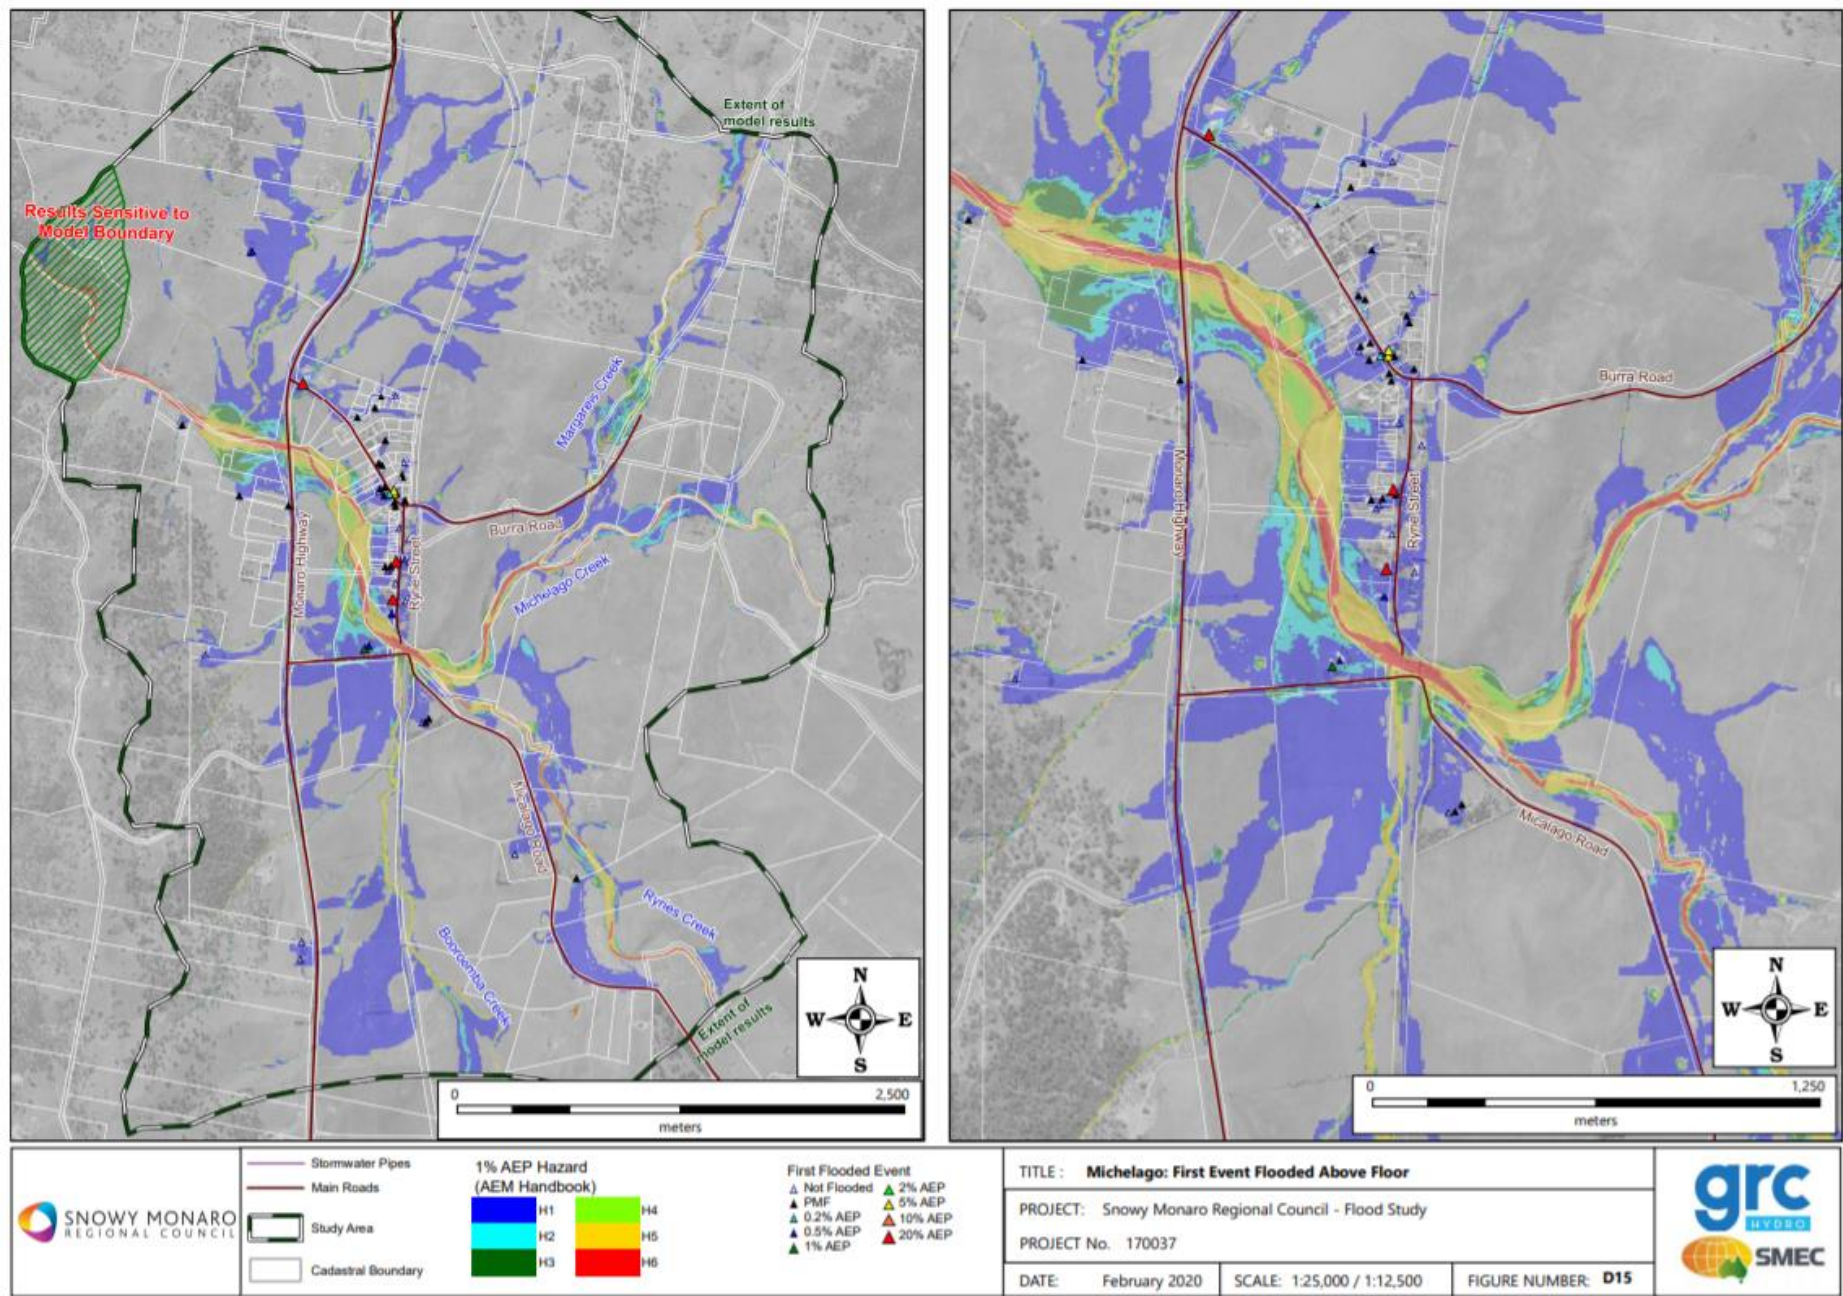 Extent of
model results
Results Sensitive to
Model Boundary
Margarets Creek
Burra Road
Monaro Highway
Ryrie Street
Michelago Creek
Micalago Road
Rynes Creek
Booroomba Creek
Extent of
model results
N
W E
S
0 2,500
meters
Burra Road
Monaro Highway
Ryrie Street
Micalago Road
N
W E
S
0 1,250
meters
SNOWY MONARO
REGIONAL COUNCIL
Stormwater Pipes
Main Roads
Study Area
Cadastral Boundary
1% AEP Hazard
(AEM Handbook)
H1
H2
H3
H4
H5
H6
First Flooded Event
Not Flooded
PMF
0.2% AEP
0.5% AEP
1% AEP
2% AEP
5% AEP
10% AEP
20% AEP
TITLE : Michelago: First Event Flooded Above Floor
PROJECT: Snowy Monaro Regional Council - Flood Study
PROJECT No. 170037
DATE: February 2020 SCALE: 1:25,000 / 1:12,500 FIGURE NUMBER: D15
grc
HYDRO
SMEC